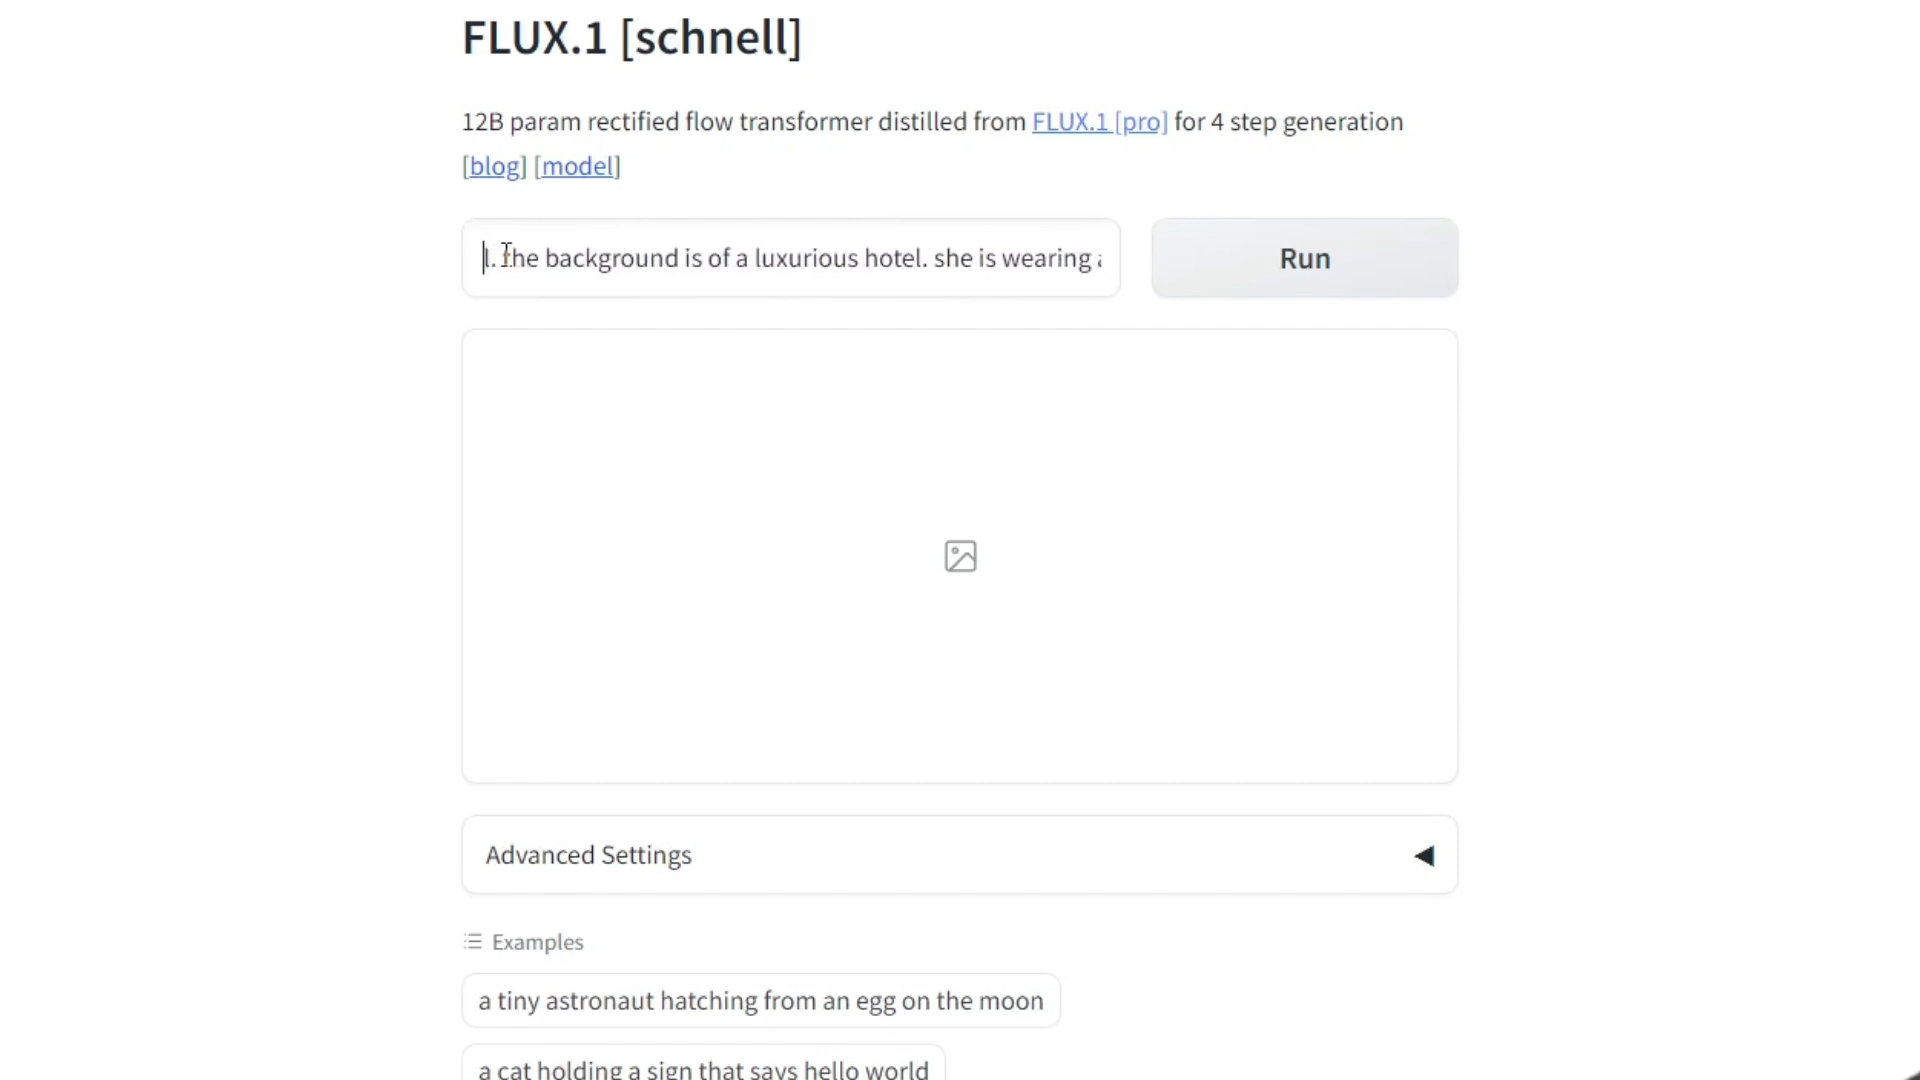 FLUX.1 [schnell]
12B param rectified flow transformer distilled from FLUX.1 [pro] for 4 step generation
[blog] [model]
l. the background is of a luxurious hotel. she is wearing a
Run
Advanced Settings
Examples
a tiny astronaut hatching from an egg on the moon
a cat holding a sign that says hello world